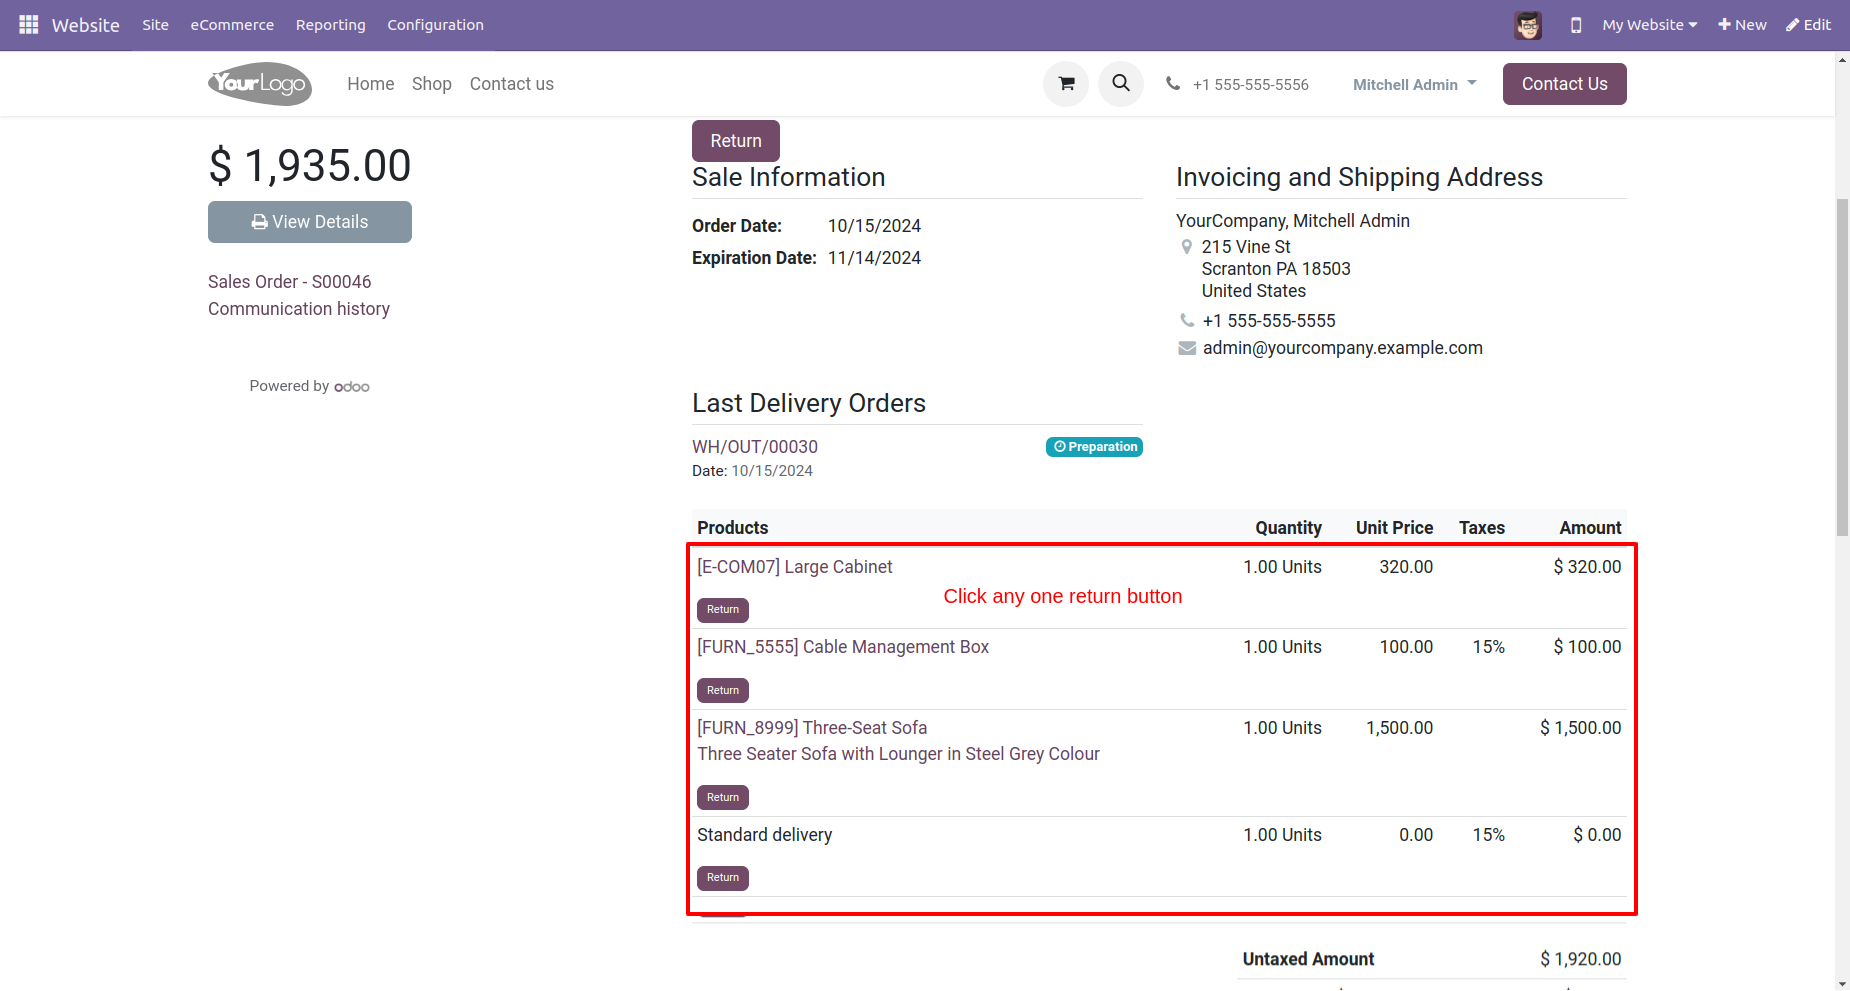 Website Site eCommerce Reporting Configuration My Website New Edit
YourLogo Home Shop Contact us +1 555-555-5556 Mitchell Admin Contact Us
$ 1,935.00
View Details
Sales Order - S00046
Communication history
Powered by odoo
Return
Sale Information
Order Date: 10/15/2024
Expiration Date: 11/14/2024
Invoicing and Shipping Address
YourCompany, Mitchell Admin
215 Vine St
Scranton PA 18503
United States
+1 555-555-5555
admin@yourcompany.example.com
Last Delivery Orders
WH/OUT/00030 Preparation
Date: 10/15/2024
Products Quantity Unit Price Taxes Amount
[E-COM07] Large Cabinet 1.00 Units 320.00 $ 320.00
Click any one return button
Return
[FURN_5555] Cable Management Box 1.00 Units 100.00 15% $ 100.00
Return
[FURN_8999] Three-Seat Sofa 1.00 Units 1,500.00 $ 1,500.00
Three Seater Sofa with Lounger in Steel Grey Colour
Return
Standard delivery 1.00 Units 0.00 15% $ 0.00
Return
Untaxed Amount $ 1,920.00